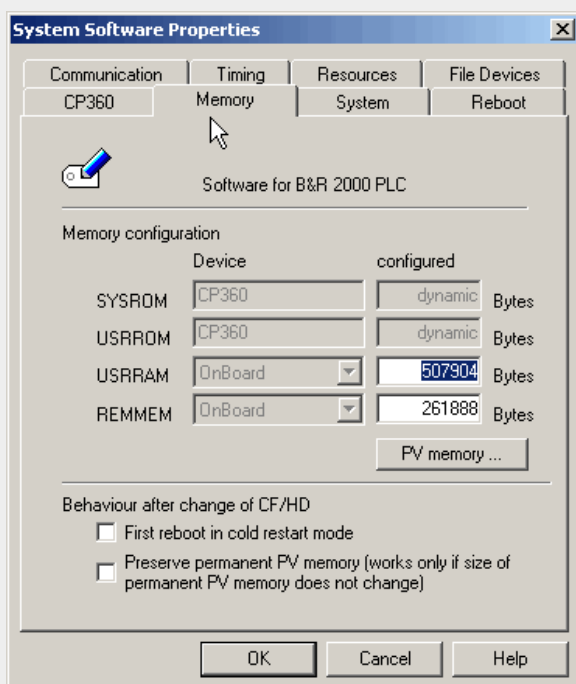 System Software Properties
Communication Timing Resources File Devices
CP360 Memory System Reboot
Software for B&R 2000 PLC
Memory configuration
Device configured
SYSROM CP360 dynamic Bytes
USRROM CP360 dynamic Bytes
USRRAM OnBoard 507904 Bytes
REMMEM OnBoard 261888 Bytes
PV memory ...
Behaviour after change of CF/HD
First reboot in cold restart mode
Preserve permanent PV memory (works only if size of
permanent PV memory does not change)
OK Cancel Help